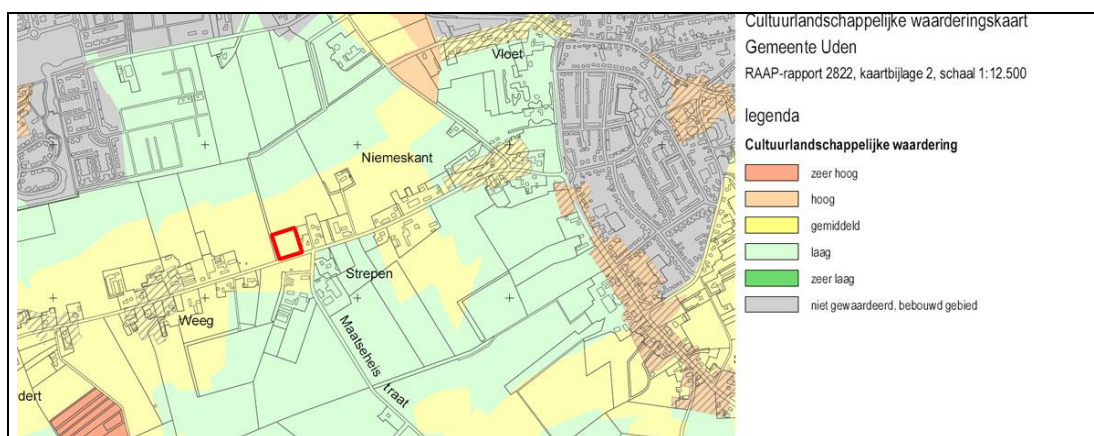 Cultuurlandschappelijke waarderingskaart
Gemeente Uden
RAAP-rapport 2822, kaartbijlage 2, schaal 1:12.500
legenda
Cultuurlandschappelijke waardering
zeer hoog
hoog
gemiddeld
laag
zeer laag
niet gewaardeerd, bebouwd gebied
Vloet
Niemeskant
Strepen
Weeg
Maatseheis
traat
dert